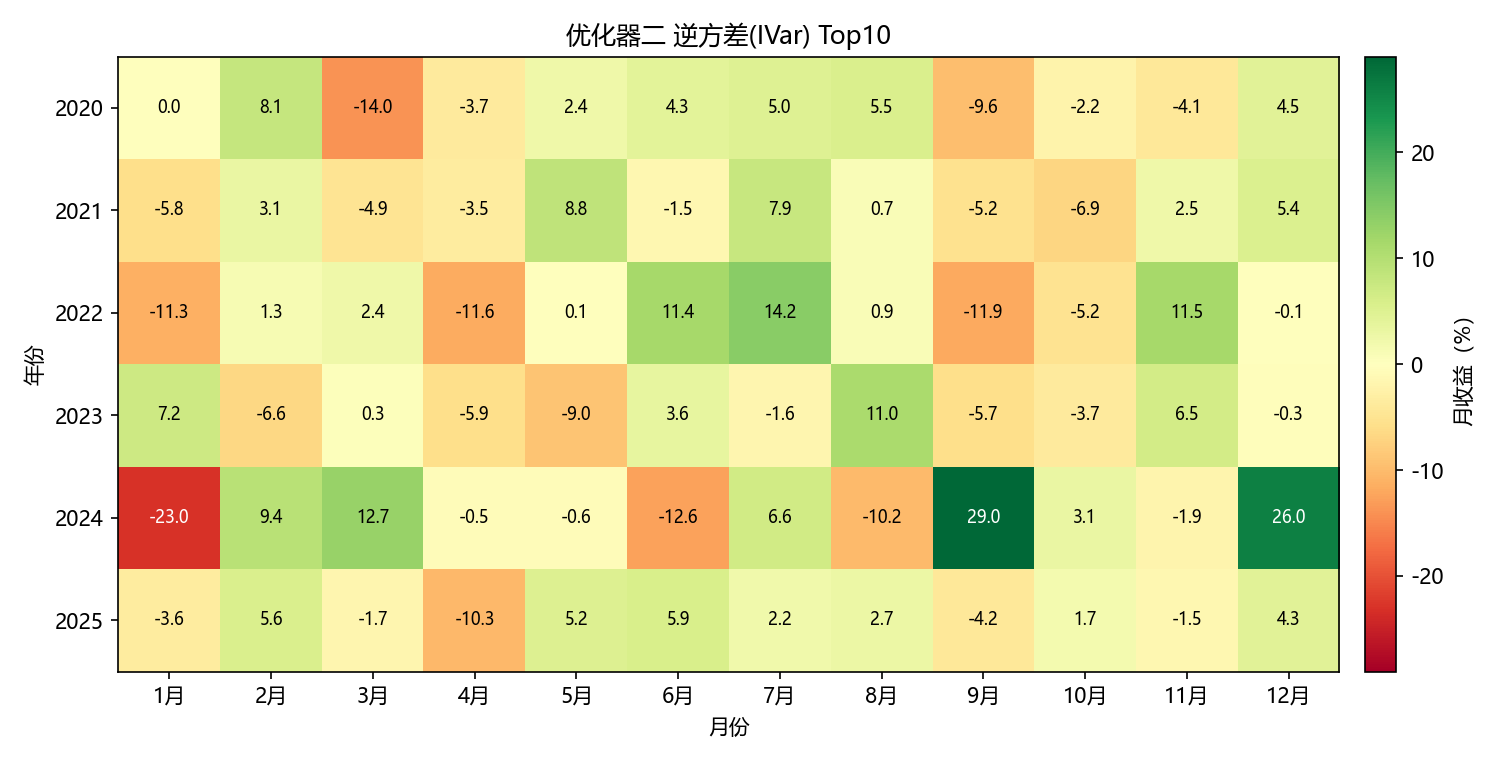 优化器二 逆方差(IVar) Top10
年份
2020 0.0 8.1 -14.0 -3.7 2.4 4.3 5.0 5.5 -9.6 -2.2 -4.1 4.5
2021 -5.8 3.1 -4.9 -3.5 8.8 -1.5 7.9 0.7 -5.2 -6.9 2.5 5.4
2022 -11.3 1.3 2.4 -11.6 0.1 11.4 14.2 0.9 -11.9 -5.2 11.5 -0.1
2023 7.2 -6.6 0.3 -5.9 -9.0 3.6 -1.6 11.0 -5.7 -3.7 6.5 -0.3
2024 -23.0 9.4 12.7 -0.5 -0.6 -12.6 6.6 -10.2 29.0 3.1 -1.9 26.0
2025 -3.6 5.6 -1.7 -10.3 5.2 5.9 2.2 2.7 -4.2 1.7 -1.5 4.3
1月 2月 3月 4月 5月 6月 7月 8月 9月 10月 11月 12月
月份
20
10
0
-10
-20
月收益 (%)